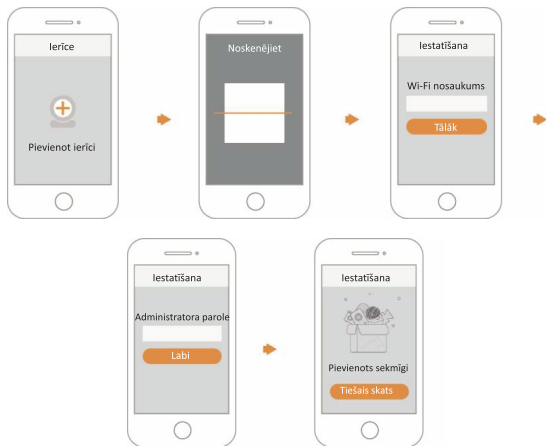 Ierīce
Pievienot ierīci
Noskenējiet
Iestatīšana
Wi-Fi nosaukums
Tālāk
Iestatīšana
Administratora parole
Labi
Iestatīšana
Pievienots sekmīgi
Tiešais skats